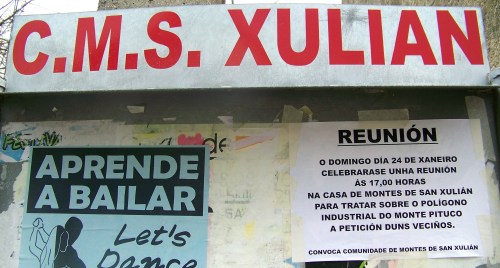 C.M.S. XULIAN
APRENDE
A BAILAR
Let's
Dance
REUNIÓN
O DOMINGO DÍA 24 DE XANEIRO
CELEBRARASE UNHA REUNIÓN
ÁS 17,00 HORAS
NA CASA DE MONTES DE SAN XULIÁN
PARA TRATAR SOBRE O POLÍGONO
INDUSTRIAL DO MONTE PITUCO
A PETICIÓN DUNS VECIÑOS.
CONVOCA COMUNIDADE DE MONTES DE SAN XULIÁN